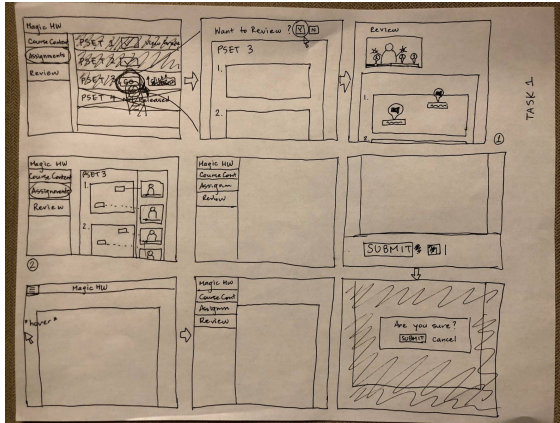 Magic HW
Course Content
Assignments
Review
PSET 1
PSET 2
PSET 3
PSET 4
Want to Review? Y N
PSET 3
1.
2.
Review
1.
2.
①
TASK 1
Magic HW
Course Content
Assignments
Review
PSET3
1.
2.
②
Magic HW
Course Cont
Assignm
Review
SUBMIT
Magic HW
*hover*
Magic HW
Course Cont
Assignm
Review
Are you sure?
SUBMIT Cancel